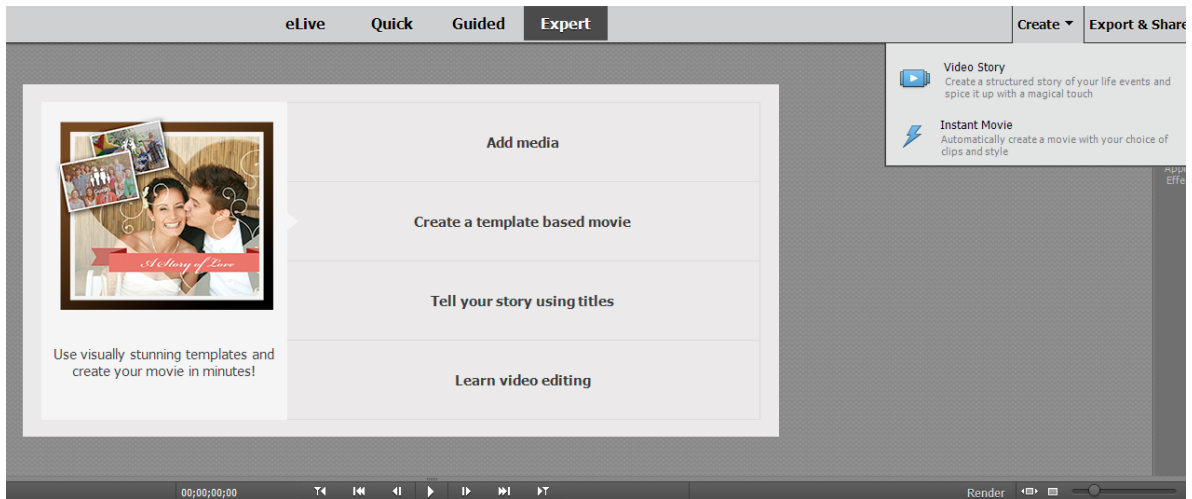 eLive Quick Guided Expert Create Export & Share
Video Story
Create a structured story of your life events and
spice it up with a magical touch
Instant Movie
Automatically create a movie with your choice of
clips and style
Add media
Create a template based movie
A Story of Love
Tell your story using titles
Use visually stunning templates and
create your movie in minutes!
Learn video editing
00;00;00;00
Render